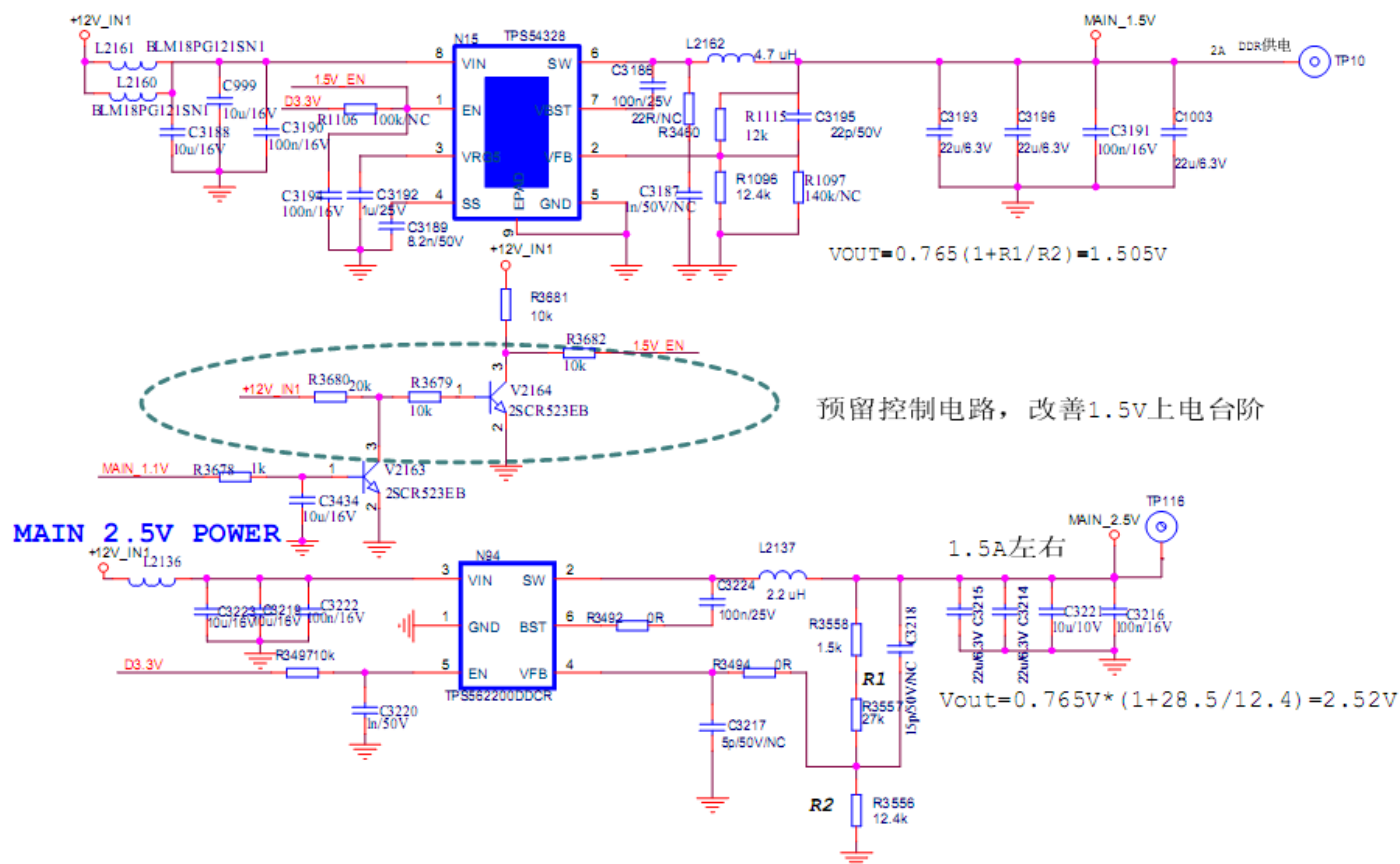 +12V_IN1
L2161
BLM18PG121SN1
L2160
BLM18PG121SN1
C999
10u/16V
C3188
10u/16V
C3190
100n/16V
1.5V_EN
D3.3V
R1106
100k/NC
C3194
100n/16V
C3192
1u/25V
C3189
8.2n/50V
N15
TPS54328
8
VIN
SW
6
1
EN
VBST
7
3
VFB
2
4
SS
GND
5
EPAD
9
C3186
100n/25V
22R/NC
R3460
L2162
4.7 uH
R1115
12k
C3195
22p/50V
C3187
1n/50V/NC
R1096
12.4k
R1097
140k/NC
MAIN_1.5V
2A
DDR供电
TP10
C3193
22u/6.3V
C3196
22u/6.3V
C3191
100n/16V
C1003
22u/6.3V
VOUT=0.765(1+R1/R2)=1.505V
+12V_IN1
R3681
10k
R3682
10k
1.5V_EN
+12V_IN1
R3680
20k
R3679
10k
1
3
V2164
2SCR523EB
2
预留控制电路，改善1.5V上电台阶
MAIN_1.1V
R3678
1k
C3434
10u/16V
1
3
V2163
2SCR523EB
2
MAIN 2.5V POWER
+12V_IN1
L2136
C3223
10u/16V
C3219
10u/16V
C3222
100n/16V
D3.3V
R3497
10k
C3220
1n/50V
N94
3
VIN
SW
2
1
GND
BST
6
5
EN
VFB
4
TPS562200DDCR
R3492
0R
C3224
100n/25V
L2137
2.2 uH
R3494
0R
C3217
5p/50V/NC
R3558
1.5k
R1
R3557
27k
C3218
15p/50V/NC
R2
R3556
12.4k
1.5A左右
MAIN_2.5V
TP116
C3215
22u/6.3V
C3214
22u/6.3V
C3221
10u/10V
C3216
100n/16V
Vout=0.765V*(1+28.5/12.4)=2.52V